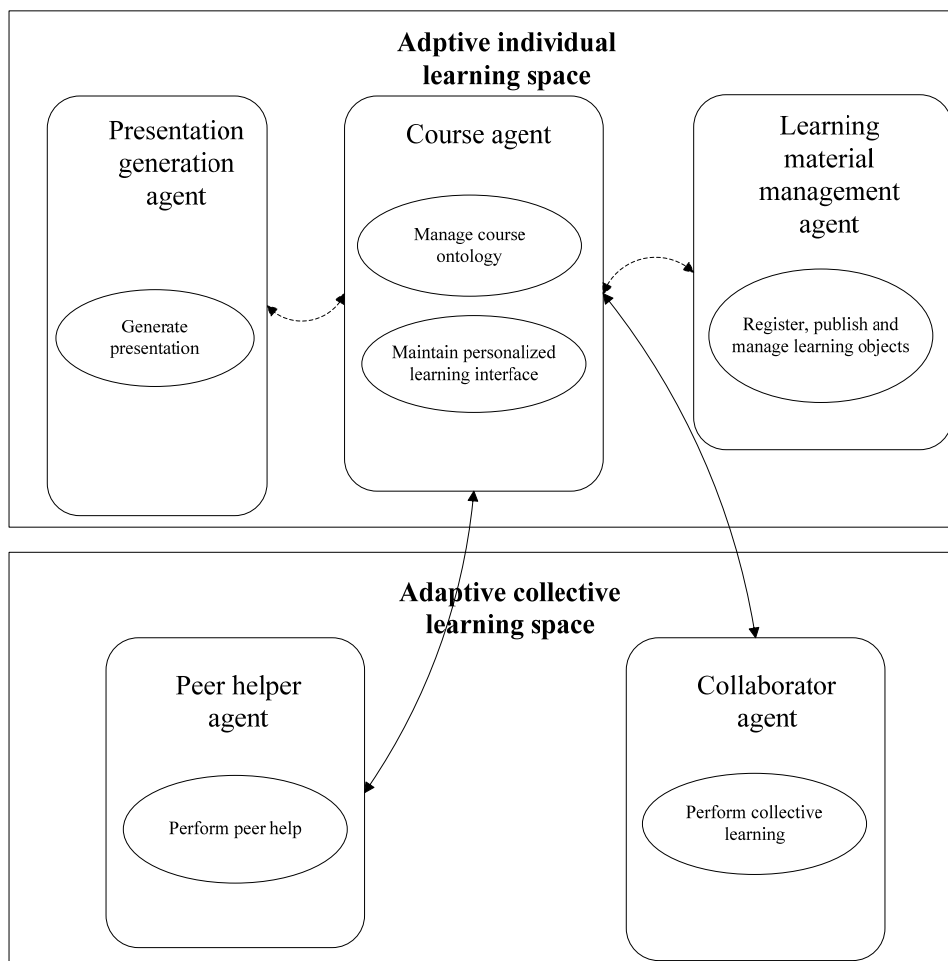 Adptive individual
learning space
Presentation
generation
agent
Generate
presentation
Course agent
Manage course
ontology
Maintain personalized
learning interface
Learning
material
management
agent
Register, publish and
manage learning objects
Adaptive collective
learning space
Peer helper
agent
Perform peer help
Collaborator
agent
Perform collective
learning